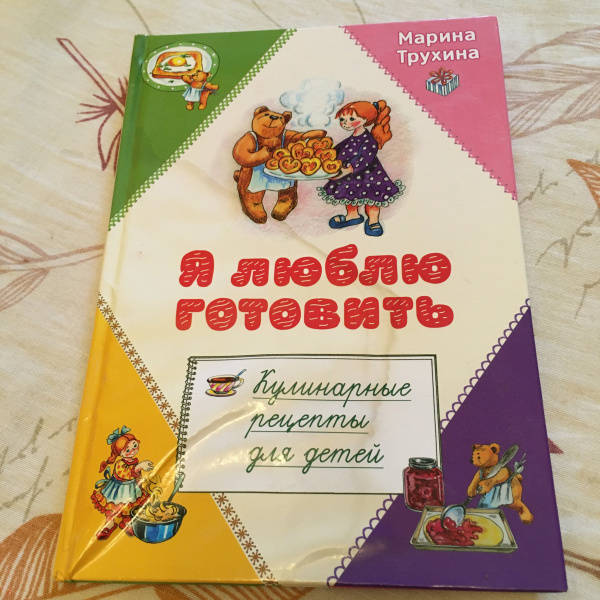 Марина
Трухина
Я люблю
готовить
Кулинарные
рецепты
для детей